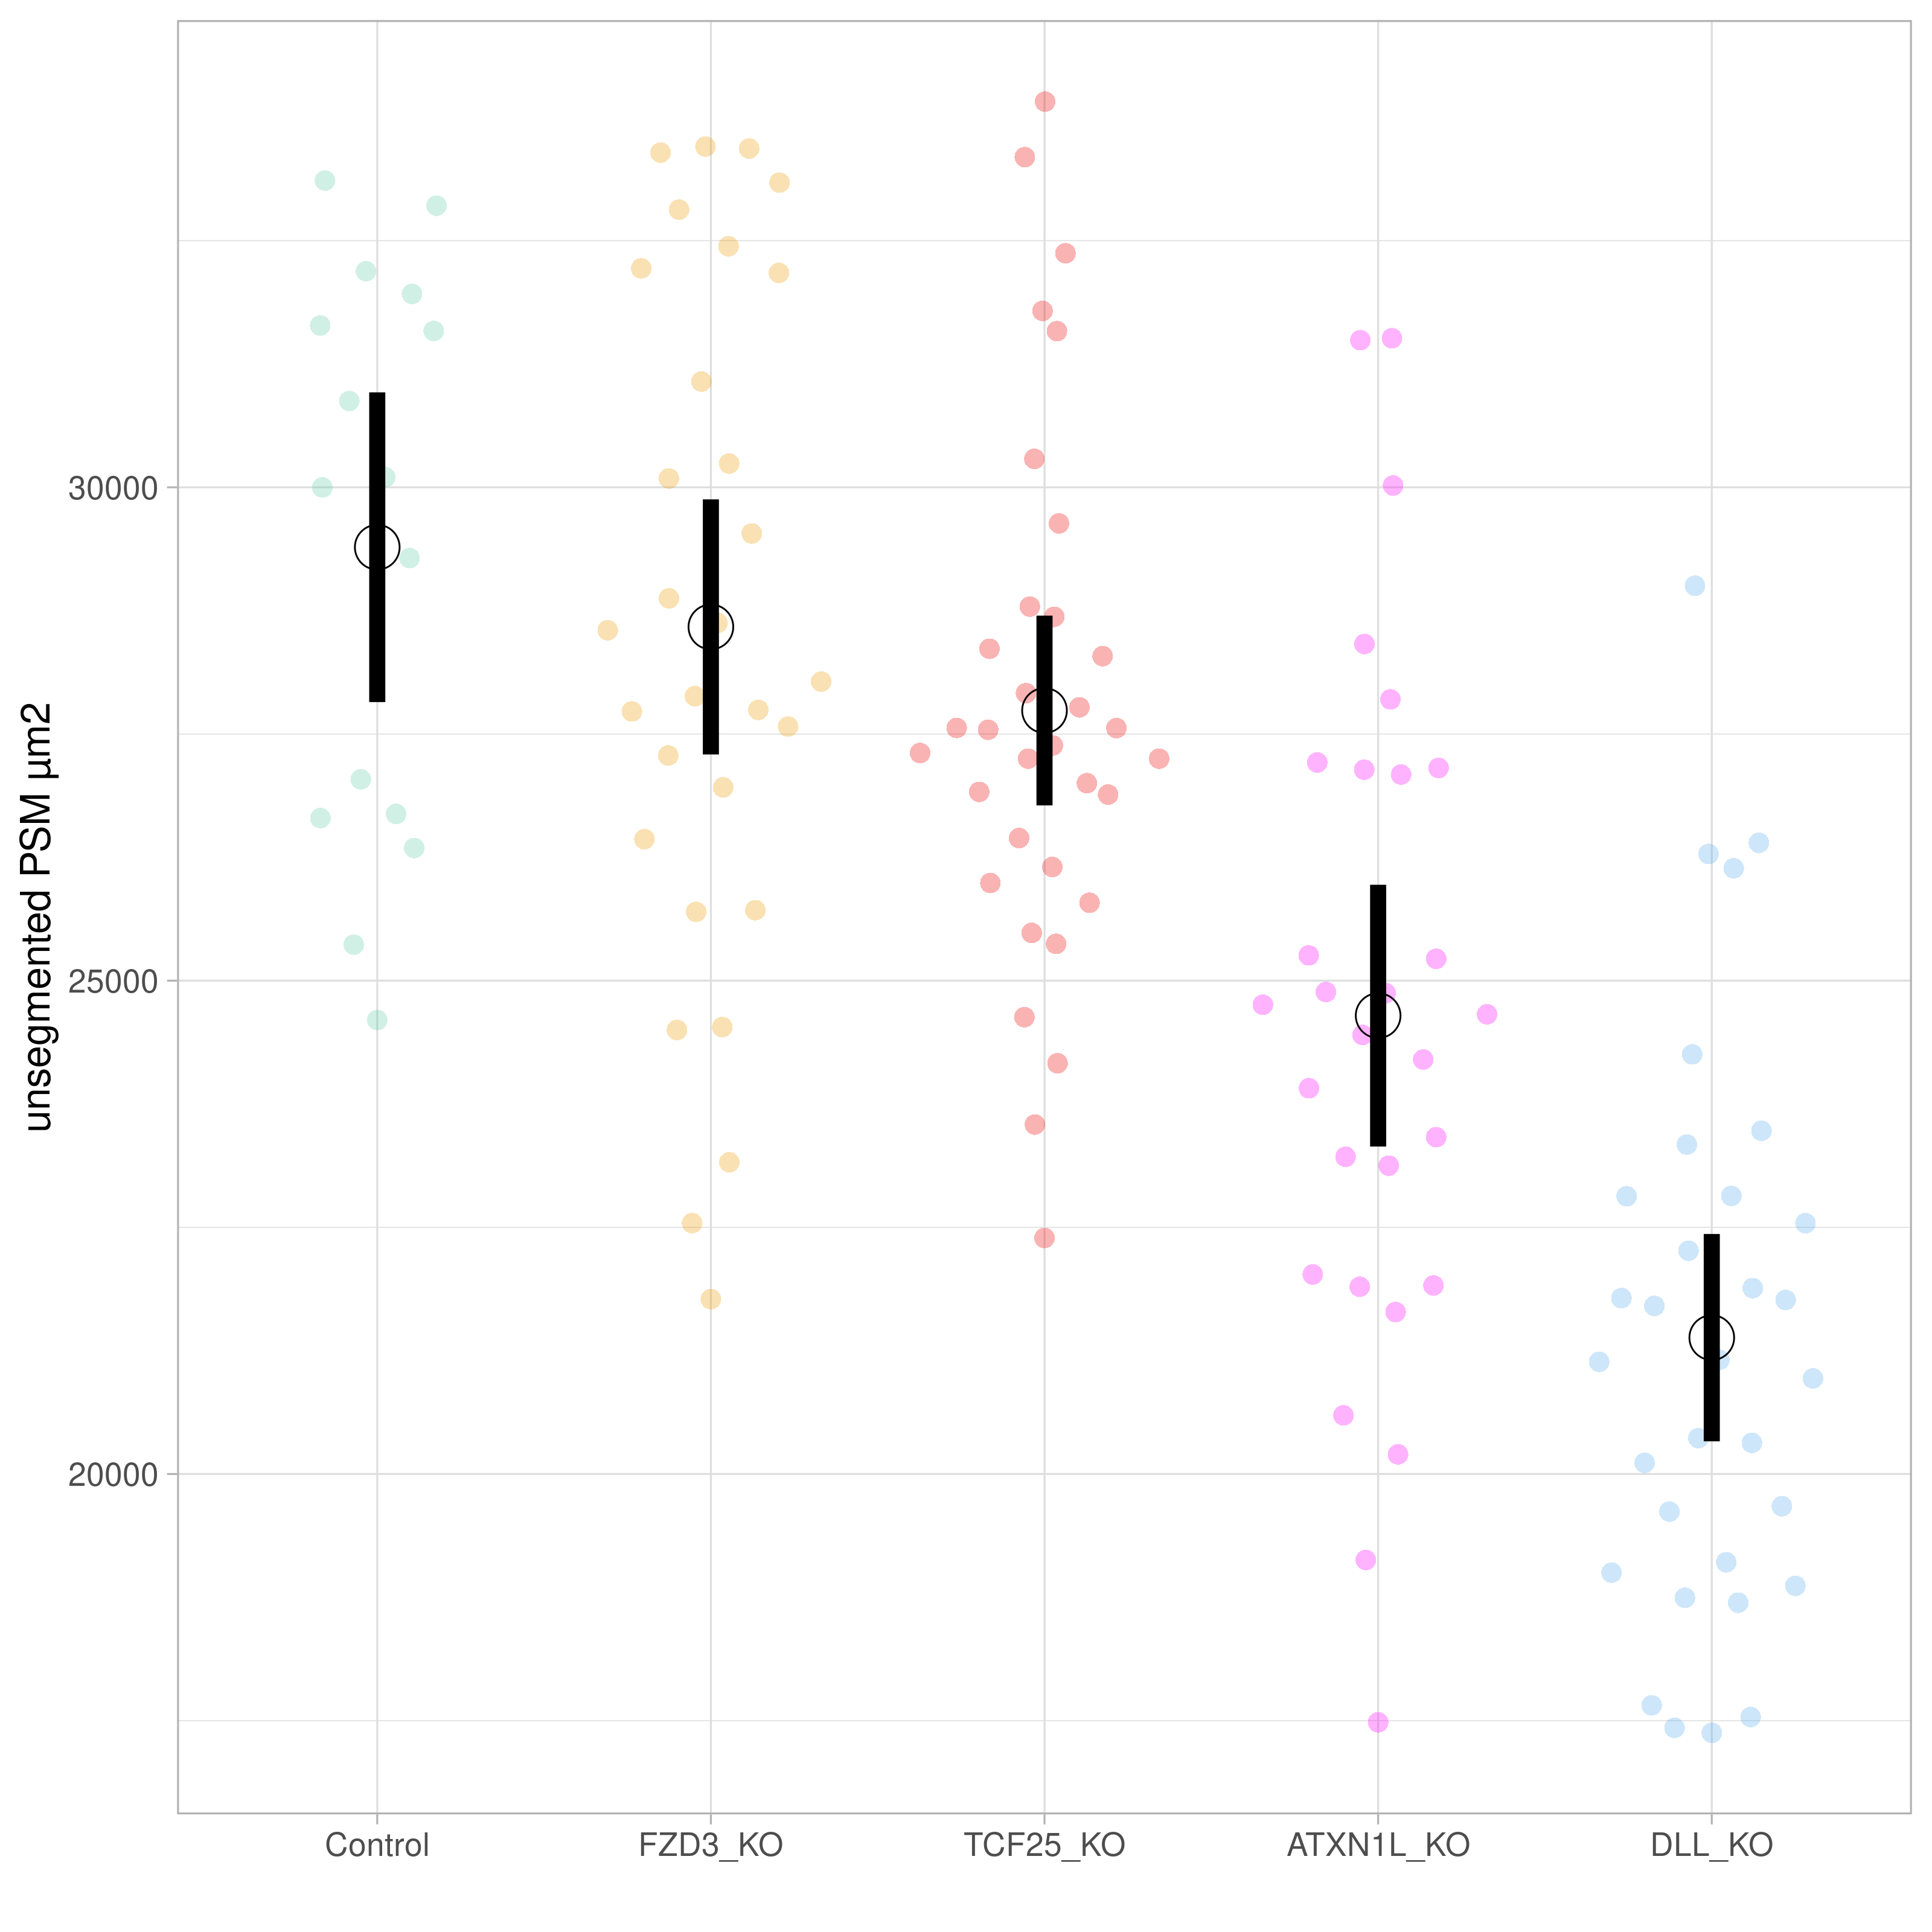 unsegmented PSM µm2
30000
25000
20000
Control
FZD3_KO
TCF25_KO
ATXN1L_KO
DLL_KO